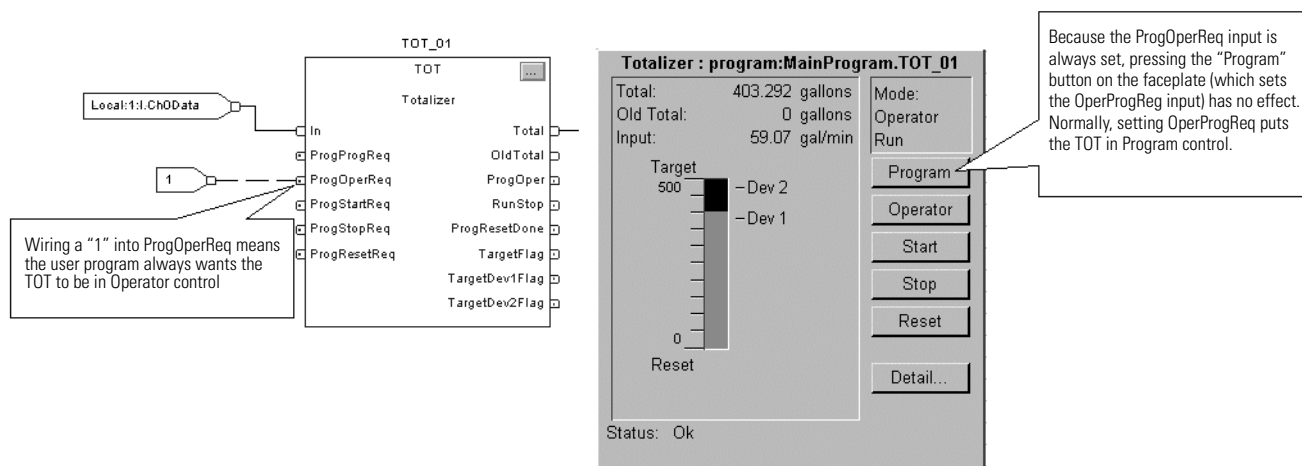 TOT_01
TOT
...
Totalizer
Local:1:I.Ch0Data
In
ProgProgReq
1
ProgOperReq
ProgStartReq
ProgStopReq
ProgResetReq
Total
OldTotal
ProgOper
RunStop
ProgResetDone
TargetFlag
TargetDev1Flag
TargetDev2Flag
Wiring a “1” into ProgOperReq means
the user program always wants the
TOT to be in Operator control
Totalizer : program:MainProgram.TOT_01
Total: 403.292 gallons
Old Total: 0 gallons
Input: 59.07 gal/min
Target
500
Dev 2
Dev 1
0
Reset
Status: Ok
Mode:
Operator
Run
Program
Operator
Start
Stop
Reset
Detail...
Because the ProgOperReq input is
always set, pressing the “Program”
button on the faceplate (which sets
the OperProgReg input) has no effect.
Normally, setting OperProgReq puts
the TOT in Program control.